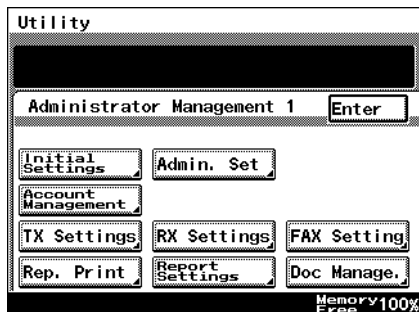 Utility
Administrator Management 1 Enter
Initial Settings
Admin. Set
Account Management
TX Settings RX Settings FAX Setting
Rep. Print
Report Settings
Doc Manage.
Memory Free 100%